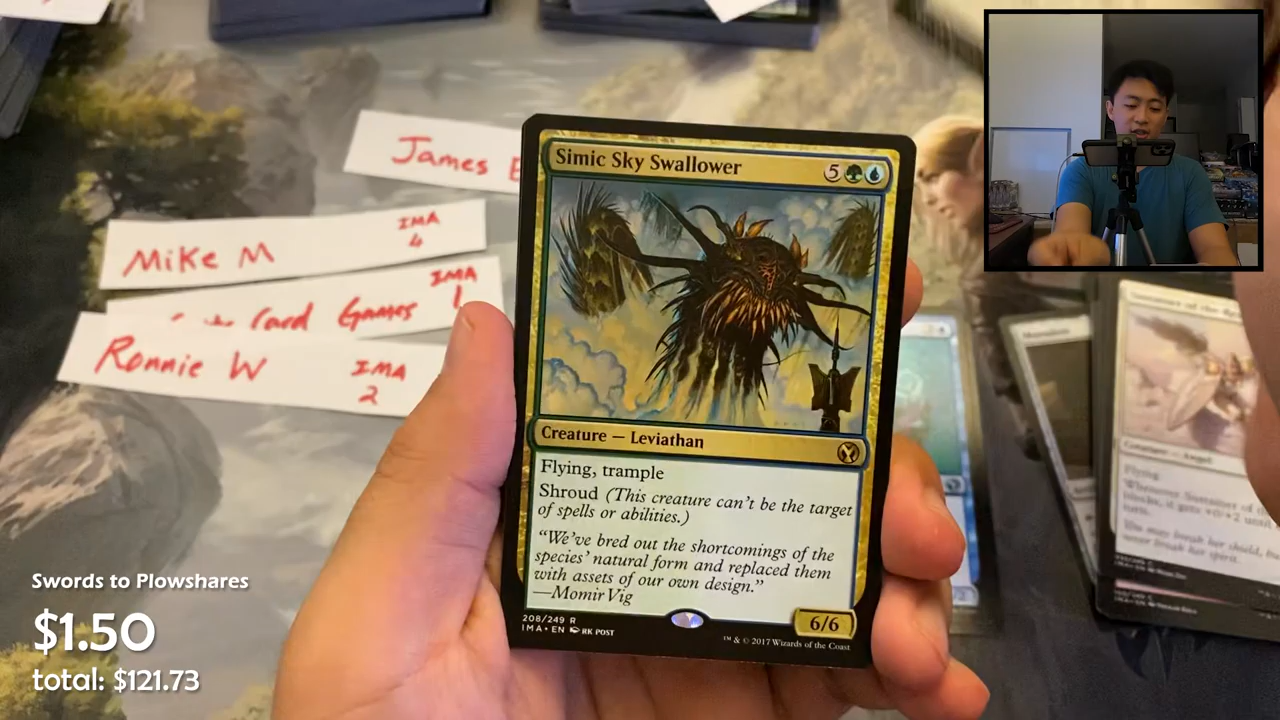 James
Mike M
IMA
4
Card Games
IMA
1
Ronnie W
IMA
2
Simic Sky Swallower
5
Creature — Leviathan
Flying, trample
Shroud (This creature can't be the target
of spells or abilities.)
"We've bred out the shortcomings of the
species' natural form and replaced them
with assets of our own design."
—Momir Vig
6/6
208/249 R
IMA • EN RK POST
™ & © 2017 Wizards of the Coast
Creature — Angel
Flying
Swords to Plowshares
$1.50
total: $121.73